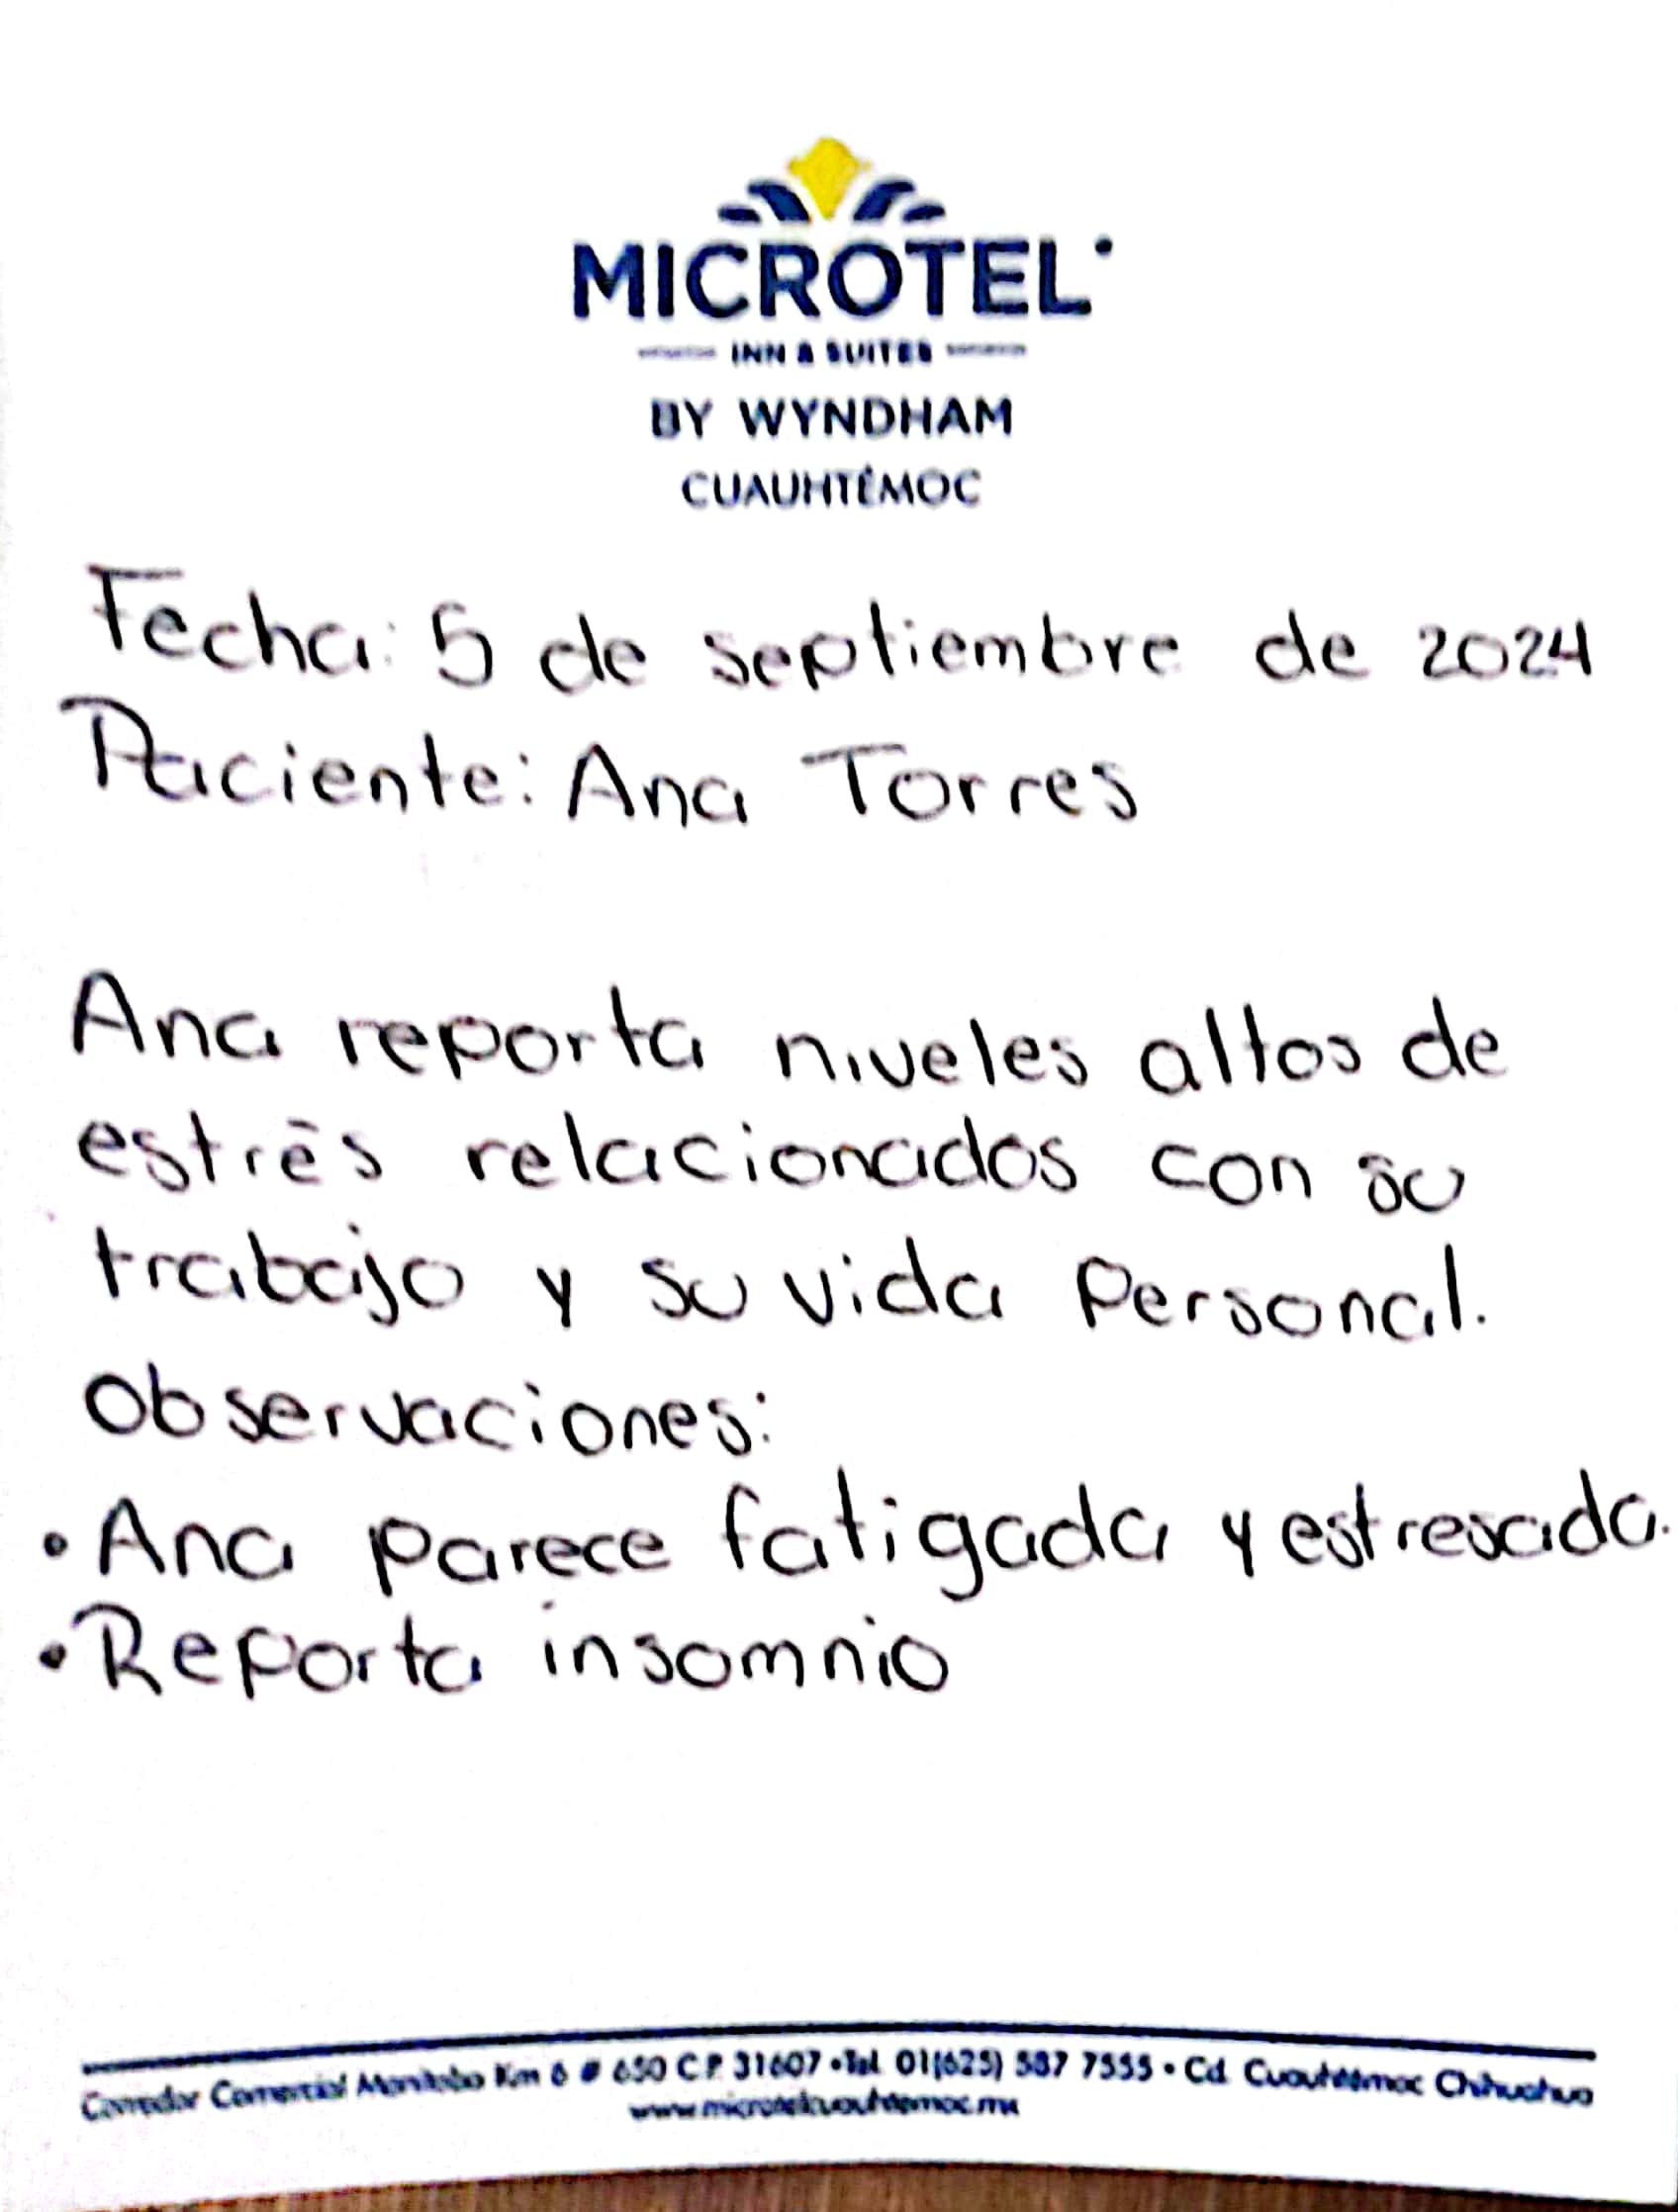 MICROTEL
INN & SUITES
BY WYNDHAM
CUAUHTÉMOC
Fecha: 5 de septiembre de 2024
Paciente: Ana Torres
Ana reporta niveles altos de
estrés relacionados con su
trabajo y su vida Personal.
Observaciones:
• Ana parece fatigada y estresada.
• Reporta insomnio
Corredor Comercial Manitoba Km 6 # 650 C.P. 31607 • Tel. 01(625) 587 7555 • Cd. Cuauhtémoc Chihuahua
www.microtelcuauhtemoc.mx